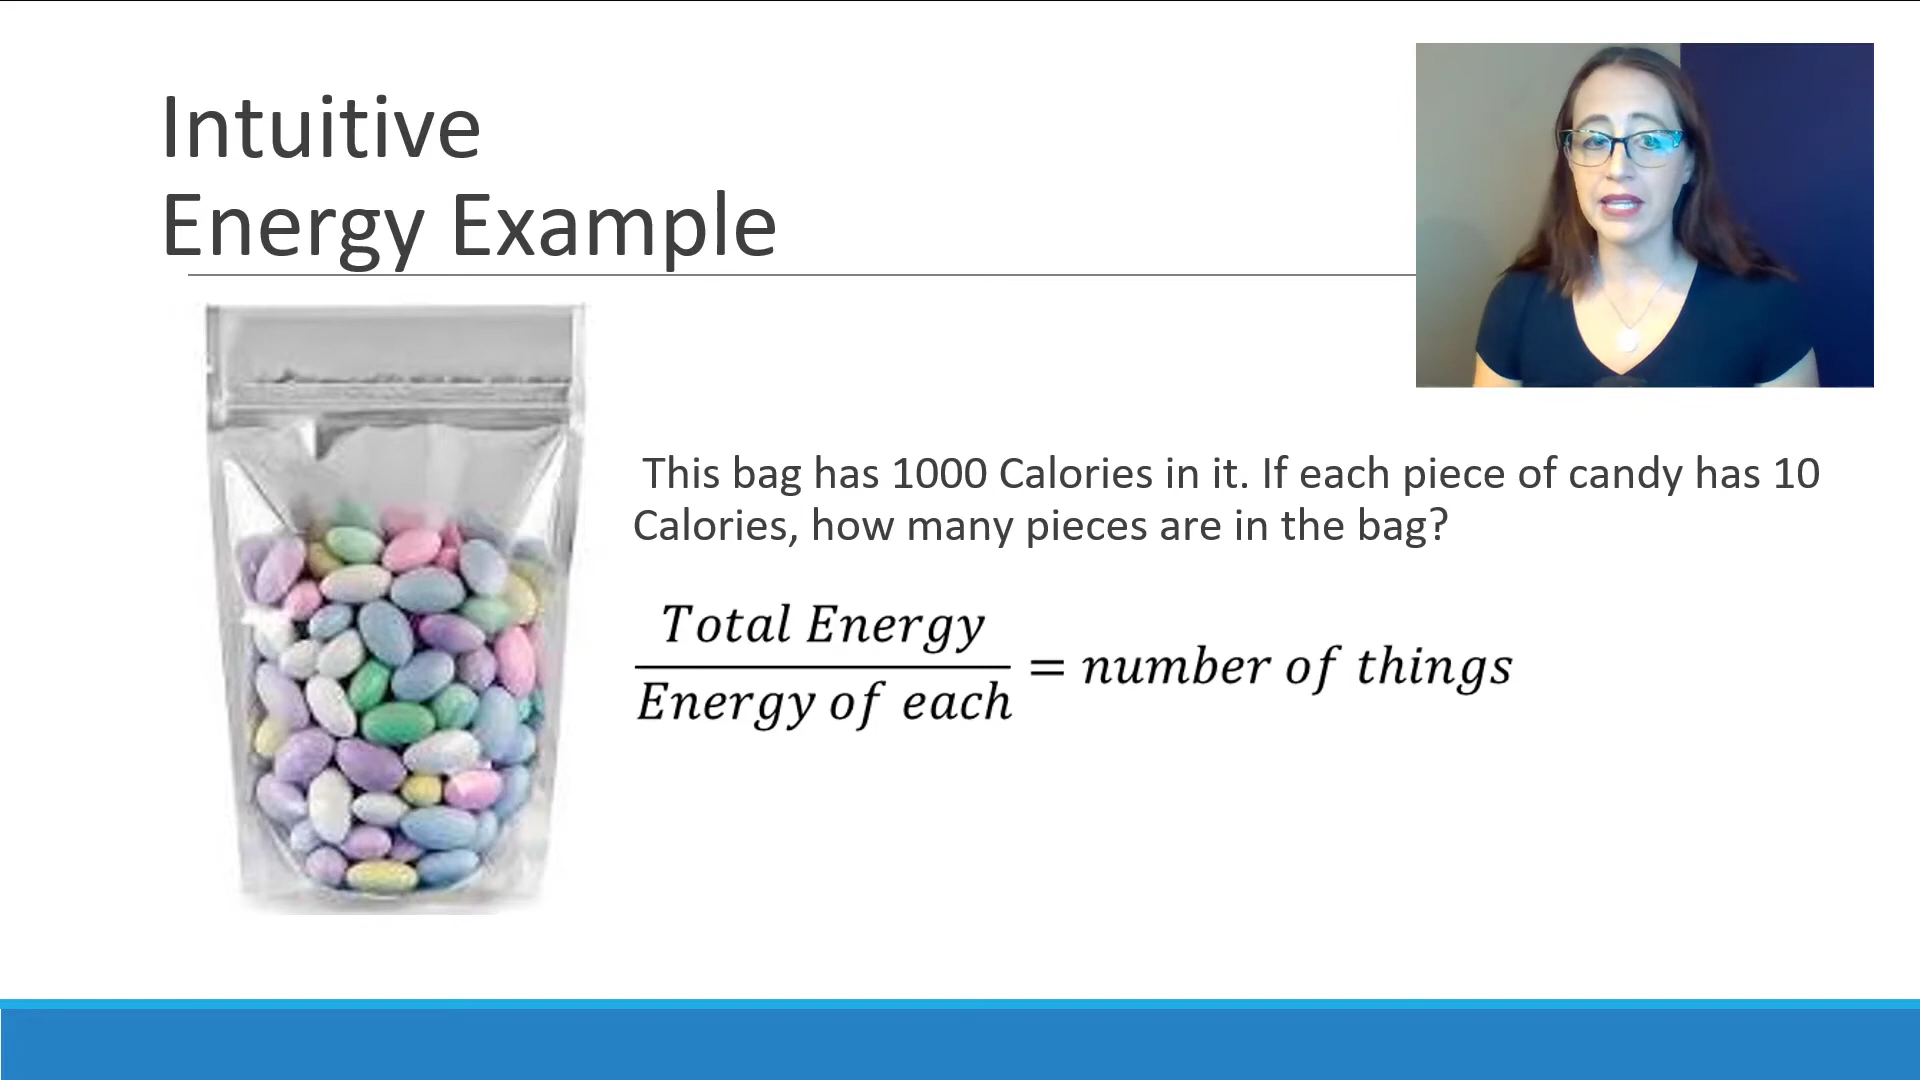 Intuitive
Energy Example
This bag has 1000 Calories in it. If each piece of candy has 10
Calories, how many pieces are in the bag?
Total Energy
Energy of each
= number of things